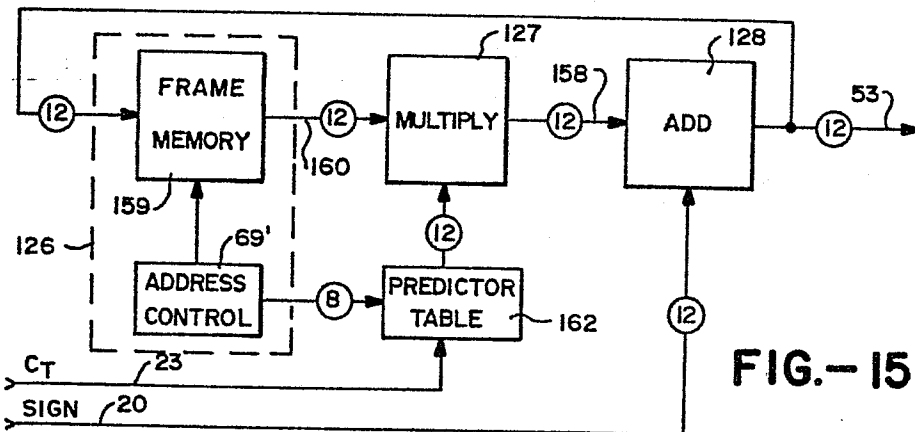 127
128
158
53
FRAME
MEMORY
12
12
MULTIPLY
12
ADD
12
160
159
126
69'
12
ADDRESS
CONTROL
8
PREDICTOR
TABLE
162
12
CT
23
SIGN
20
FIG.-15